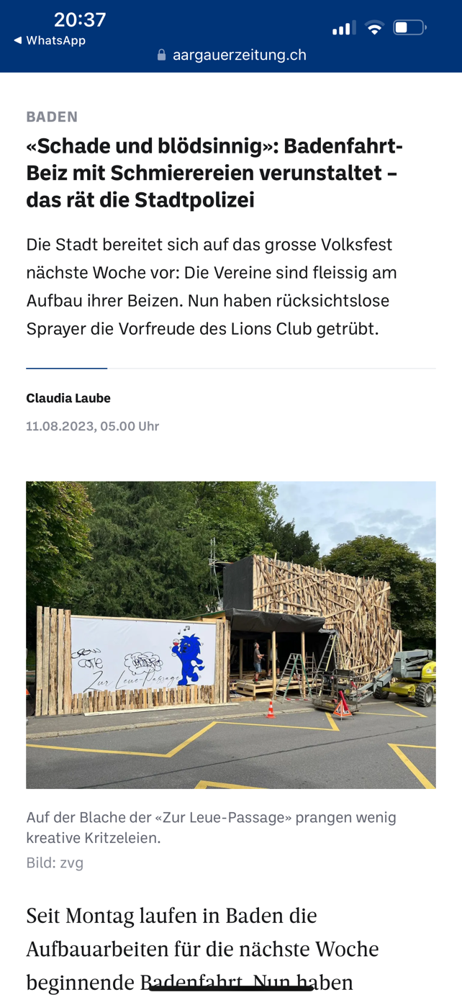 20:37
◀ WhatsApp
aargauerzeitung.ch
BADEN
«Schade und blödsinnig»: Badenfahrt-
Beiz mit Schmierereien verunstaltet –
das rät die Stadtpolizei
Die Stadt bereitet sich auf das grosse Volksfest
nächste Woche vor: Die Vereine sind fleissig am
Aufbau ihrer Beizen. Nun haben rücksichtslose
Sprayer die Vorfreude des Lions Club getrübt.
Claudia Laube
11.08.2023, 05.00 Uhr
Zur Leue-Passage
Auf der Blache der «Zur Leue-Passage» prangen wenig
kreative Kritzeleien.
Bild: zvg
Seit Montag laufen in Baden die
Aufbauarbeiten für die nächste Woche
beginnende Badenfahrt. Nun haben